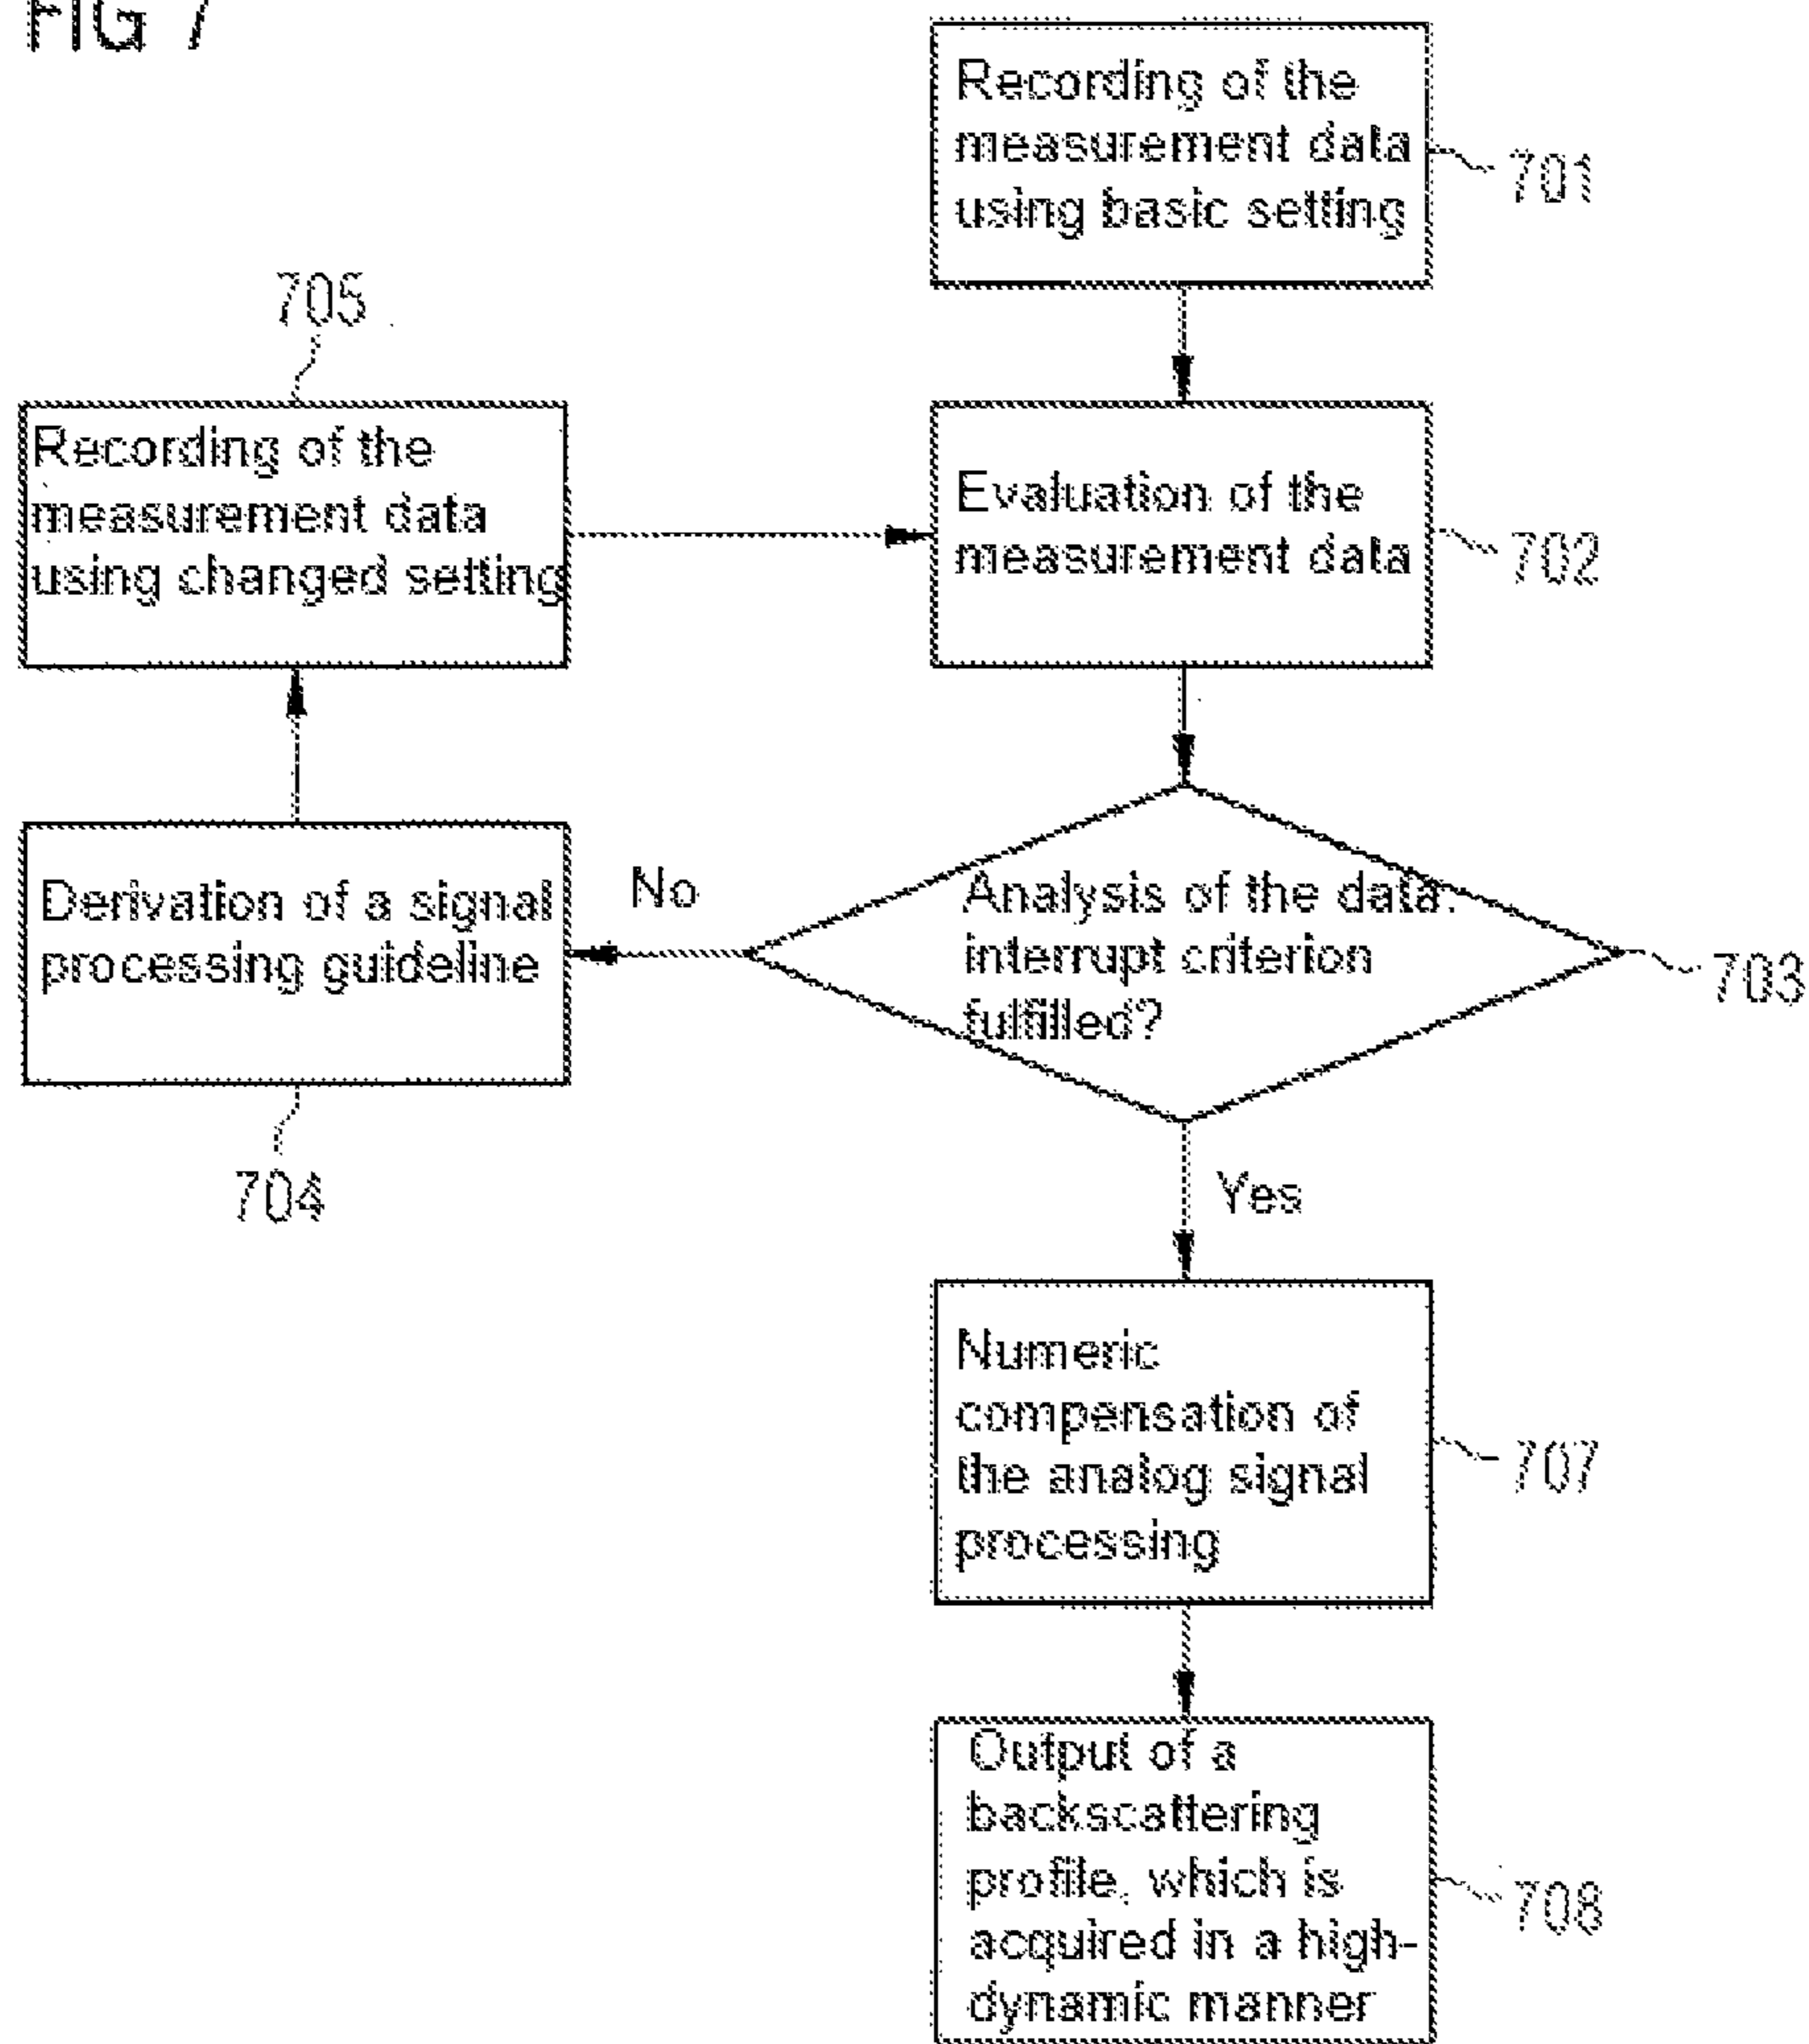 FIG 7
Recording of the
measurement data
using basic setting
701
705
Recording of the
measurement data
using changed setting
Evaluation of the
measurement data
702
Derivation of a signal
processing guideline
704
No
Analysis of the data:
interrupt criterion
fulfilled?
703
Yes
Numeric
compensation of
the analog signal
processing
707
Output of a
backscattering
profile, which is
acquired in a high-
dynamic manner
708